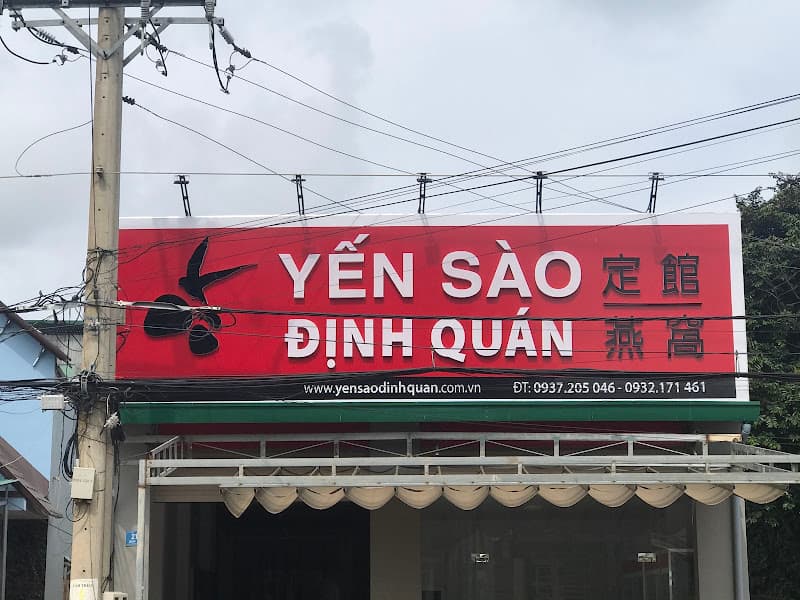 YẾN SÀO
ĐỊNH QUÁN
定館
燕窩
www.yensaodinhquan.com.vn
ĐT: 0937.205 046 - 0932.171 461